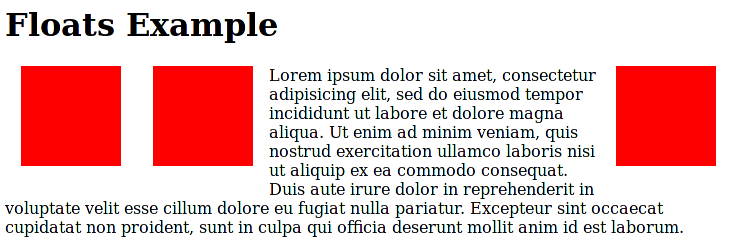 Floats Example
Lorem ipsum dolor sit amet, consectetur
adipisicing elit, sed do eiusmod tempor
incididunt ut labore et dolore magna
aliqua. Ut enim ad minim veniam, quis
nostrud exercitation ullamco laboris nisi
ut aliquip ex ea commodo consequat.
Duis aute irure dolor in reprehenderit in
voluptate velit esse cillum dolore eu fugiat nulla pariatur. Excepteur sint occaecat
cupidatat non proident, sunt in culpa qui officia deserunt mollit anim id est laborum.